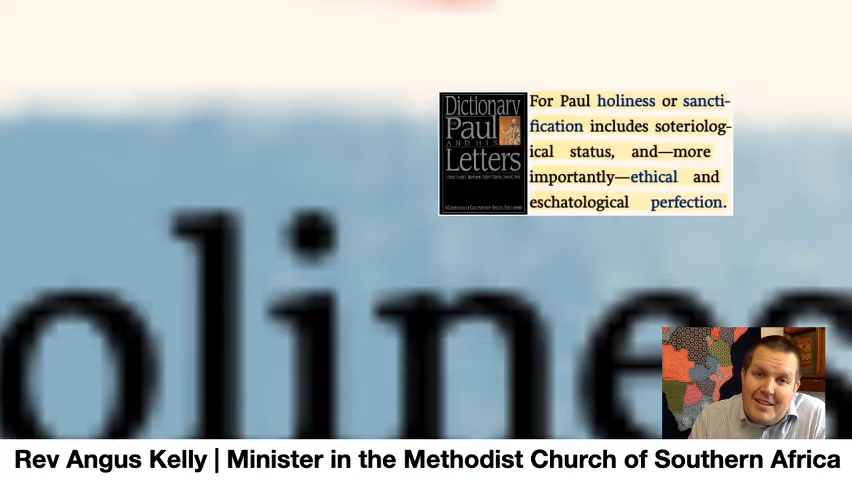 Dictionary
Paul
AND HIS
Letters
For Paul holiness or sancti-
fication includes soteriolog-
ical status, and—more
importantly—ethical and
eschatological perfection.
olines
Rev Angus Kelly | Minister in the Methodist Church of Southern Africa